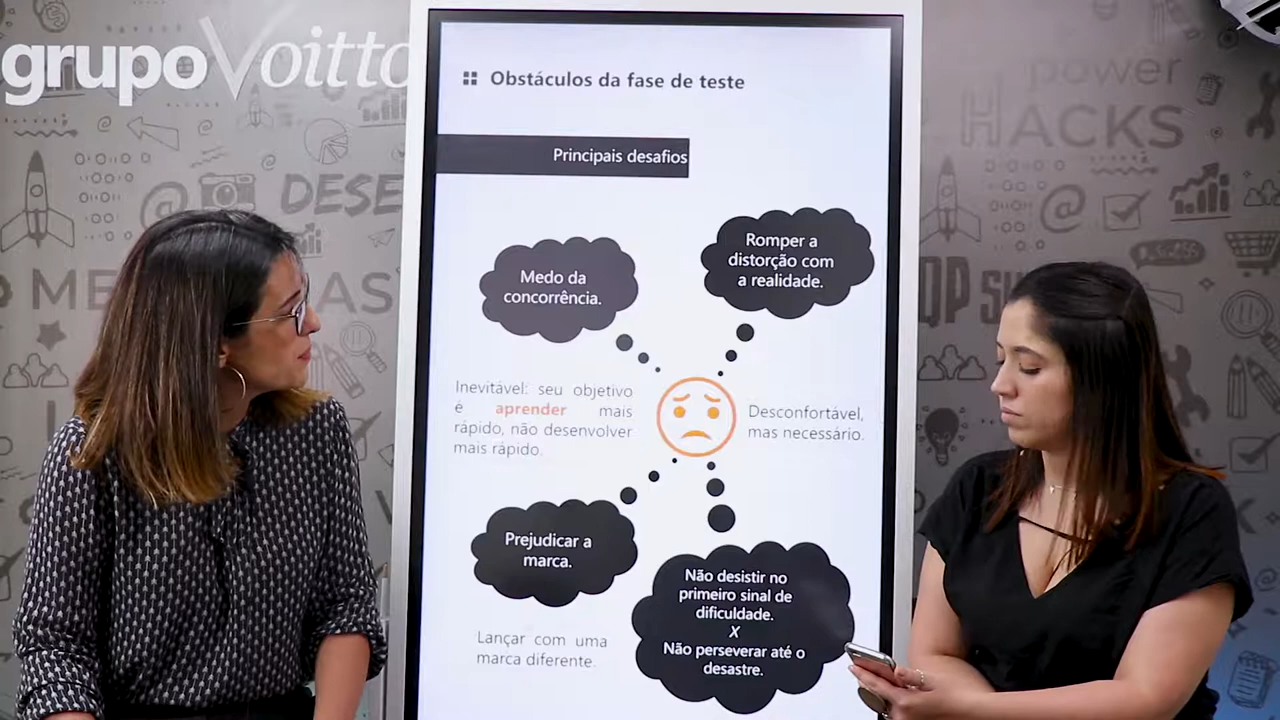 grupo Voitto
Obstáculos da fase de teste
Principais desafios
Medo da
concorrência.
Romper a
distorção com
a realidade.
Inevitável: seu objetivo
é aprender mais
rápido, não desenvolver
mais rápido.
Desconfortável,
mas necessário.
Prejudicar a
marca.
Lançar com uma
marca diferente.
Não desistir no
primeiro sinal de
dificuldade.
X
Não perseverar até o
desastre.
power
HACKS
@
DESE
@
ME
AS